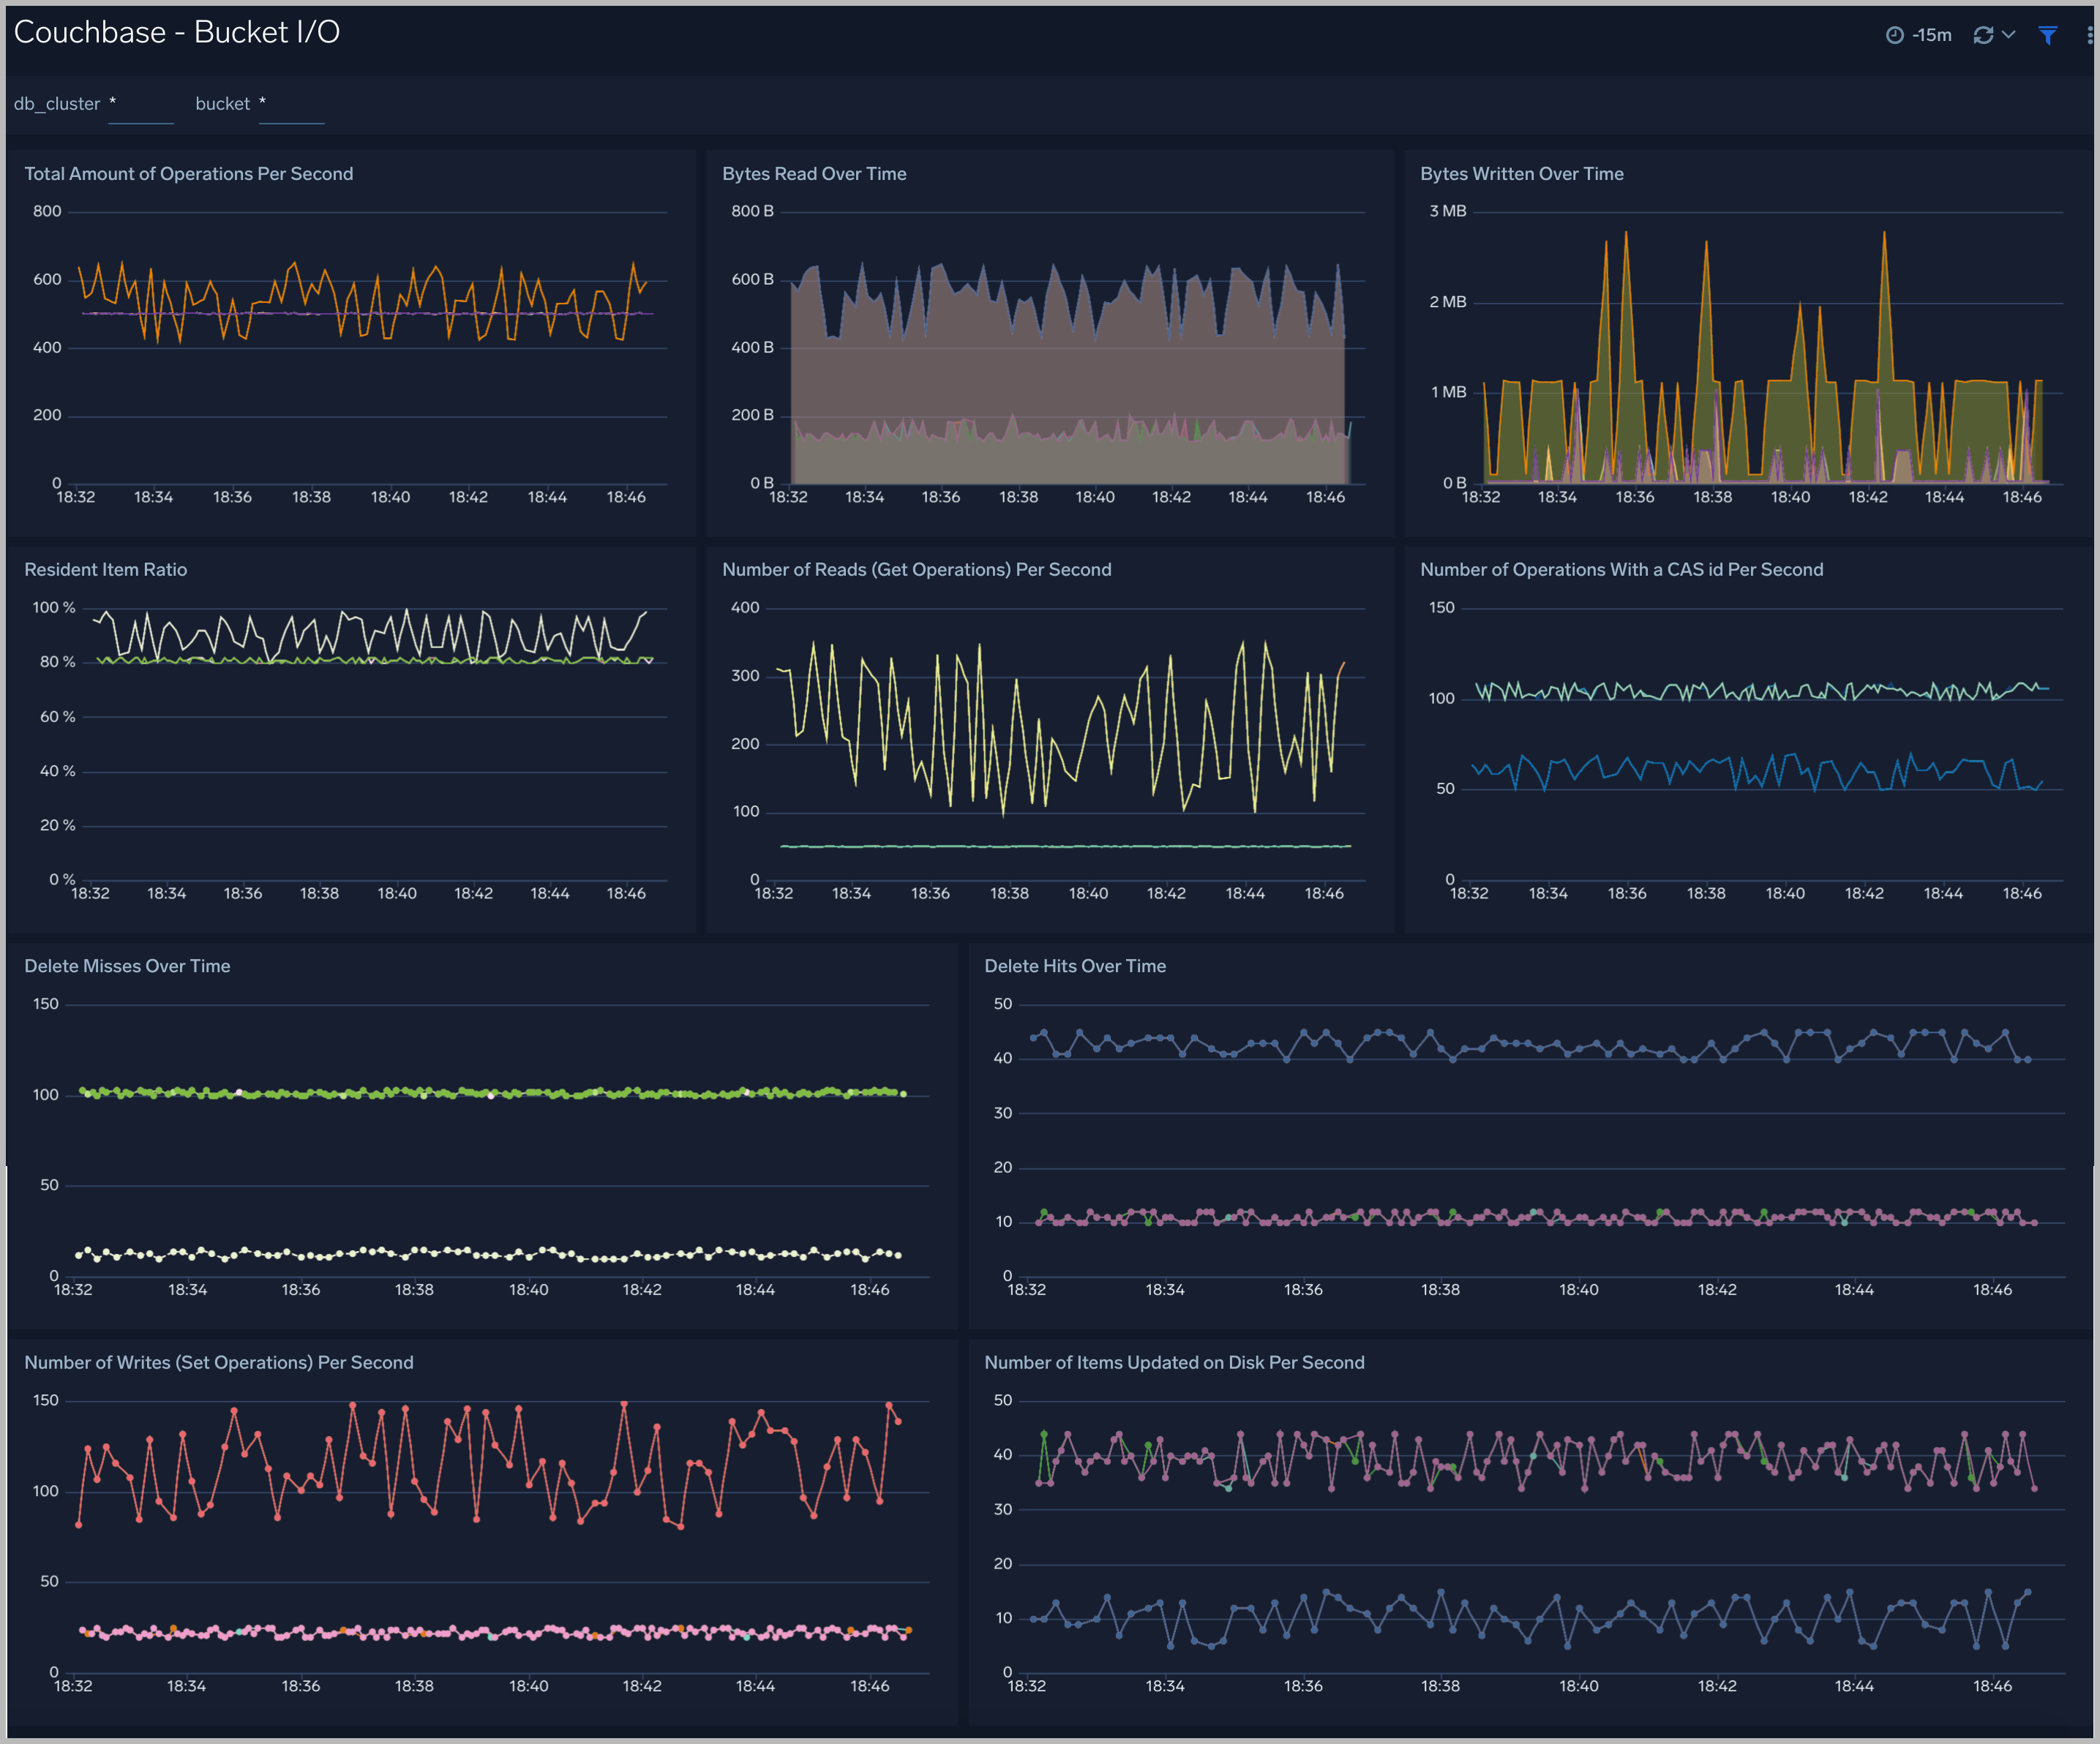 Couchbase - Bucket I/O
-15m
db_cluster * bucket *
Total Amount of Operations Per Second
800
600
400
200
0
18:32 18:34 18:36 18:38 18:40 18:42 18:44 18:46
Bytes Read Over Time
800 B
600 B
400 B
200 B
0 B
18:32 18:34 18:36 18:38 18:40 18:42 18:44 18:46
Bytes Written Over Time
3 MB
2 MB
1 MB
0 B
18:32 18:34 18:36 18:38 18:40 18:42 18:44 18:46
Resident Item Ratio
100 %
80 %
60 %
40 %
20 %
0 %
18:32 18:34 18:36 18:38 18:40 18:42 18:44 18:46
Number of Reads (Get Operations) Per Second
400
300
200
100
0
18:32 18:34 18:36 18:38 18:40 18:42 18:44 18:46
Number of Operations With a CAS id Per Second
150
100
50
0
18:32 18:34 18:36 18:38 18:40 18:42 18:44 18:46
Delete Misses Over Time
150
100
50
0
18:32 18:34 18:36 18:38 18:40 18:42 18:44 18:46
Delete Hits Over Time
50
40
30
20
10
0
18:32 18:34 18:36 18:38 18:40 18:42 18:44 18:46
Number of Writes (Set Operations) Per Second
150
100
50
0
18:32 18:34 18:36 18:38 18:40 18:42 18:44 18:46
Number of Items Updated on Disk Per Second
50
40
30
20
10
0
18:32 18:34 18:36 18:38 18:40 18:42 18:44 18:46